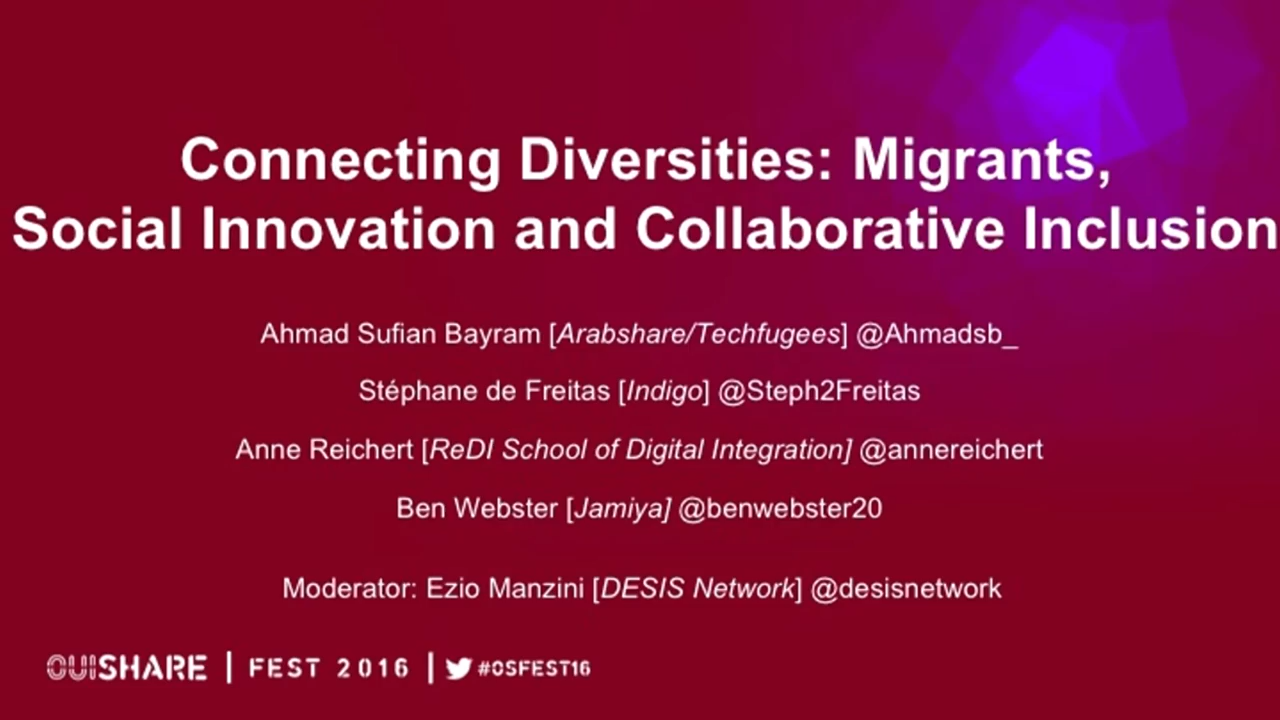 Connecting Diversities: Migrants,
Social Innovation and Collaborative Inclusion
Ahmad Sufian Bayram [Arabshare/Techfugees] @Ahmadsb_
Stéphane de Freitas [Indigo] @Steph2Freitas
Anne Reichert [ReDI School of Digital Integration] @annereichert
Ben Webster [Jamiya] @benwebster20
Moderator: Ezio Manzini [DESIS Network] @desisnetwork
OUISHARE | FEST 2016 | #OSFEST16